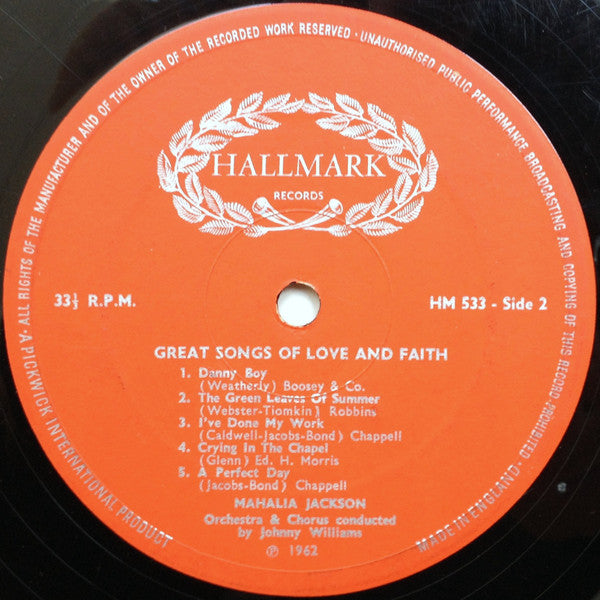 ALL RIGHTS OF THE MANUFACTURER AND OF THE OWNER OF THE RECORDED WORK RESERVED · UNAUTHORISED PUBLIC PERFORMANCE BROADCASTING AND COPYING OF THIS RECORD PROHIBITED ·
HALLMARK
RECORDS
33⅓ R.P.M.
HM 533 - Side 2
GREAT SONGS OF LOVE AND FAITH
1. Danny Boy
(Weatherly) Boosey & Co.
2. The Green Leaves Of Summer
(Webster-Tiomkin) Robbins
3. I've Done My Work
(Caldwell-Jacobs-Bond) Chappell
4. Crying In The Chapel
(Glenn) Ed. H. Morris
5. A Perfect Day
(Jacobs-Bond) Chappell
MAHALIA JACKSON
Orchestra & Chorus conducted
by Johnny Williams
℗ 1962
A PICKWICK INTERNATIONAL PRODUCT
MADE IN ENGLAND ·